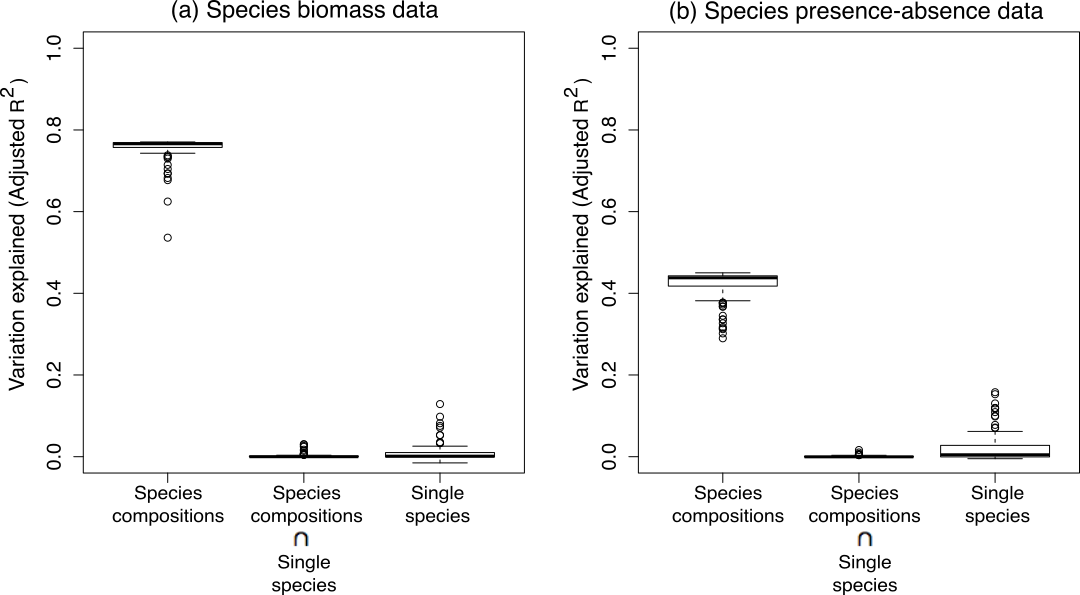 (a) Species biomass data
Variation explained (Adjusted R2)
1.0
0.8
0.6
0.4
0.2
0.0
Species
compositions
Species
compositions
∩
Single
species
Single
species
(b) Species presence-absence data
Variation explained (Adjusted R2)
1.0
0.8
0.6
0.4
0.2
0.0
Species
compositions
Species
compositions
∩
Single
species
Single
species